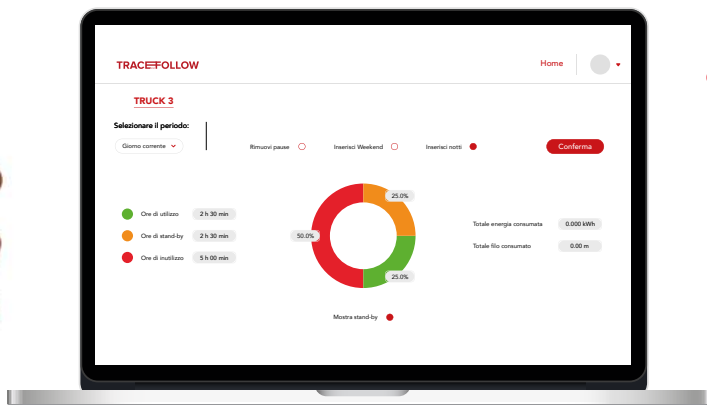 TRACEFOLLOW
Home
TRUCK 3
Selezionare il periodo:
Giorno corrente
Rimuovi pause
Inserisci Weekend
Inserisci notti
Conferma
Ore di utilizzo 2 h 30 min
Ore di stand-by 2 h 30 min
Ore di inutilizzo 5 h 00 min
25.0%
50.0%
25.0%
Totale energia consumata 0.000 kWh
Totale filo consumato 0.00 m
Mostra stand-by